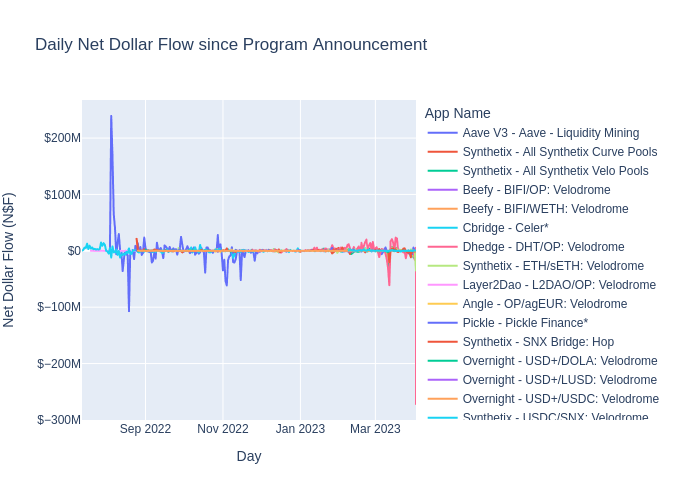 Daily Net Dollar Flow since Program Announcement
Net Dollar Flow (N$F)
$200M
$100M
$0
$−100M
$−200M
$−300M
Sep 2022
Nov 2022
Jan 2023
Mar 2023
Day
App Name
Aave V3 - Aave - Liquidity Mining
Synthetix - All Synthetix Curve Pools
Synthetix - All Synthetix Velo Pools
Beefy - BIFI/OP: Velodrome
Beefy - BIFI/WETH: Velodrome
Cbridge - Celer*
Dhedge - DHT/OP: Velodrome
Synthetix - ETH/sETH: Velodrome
Layer2Dao - L2DAO/OP: Velodrome
Angle - OP/agEUR: Velodrome
Pickle - Pickle Finance*
Synthetix - SNX Bridge: Hop
Overnight - USD+/DOLA: Velodrome
Overnight - USD+/LUSD: Velodrome
Overnight - USD+/USDC: Velodrome
Synthetix - USDC/SNX: Velodrome